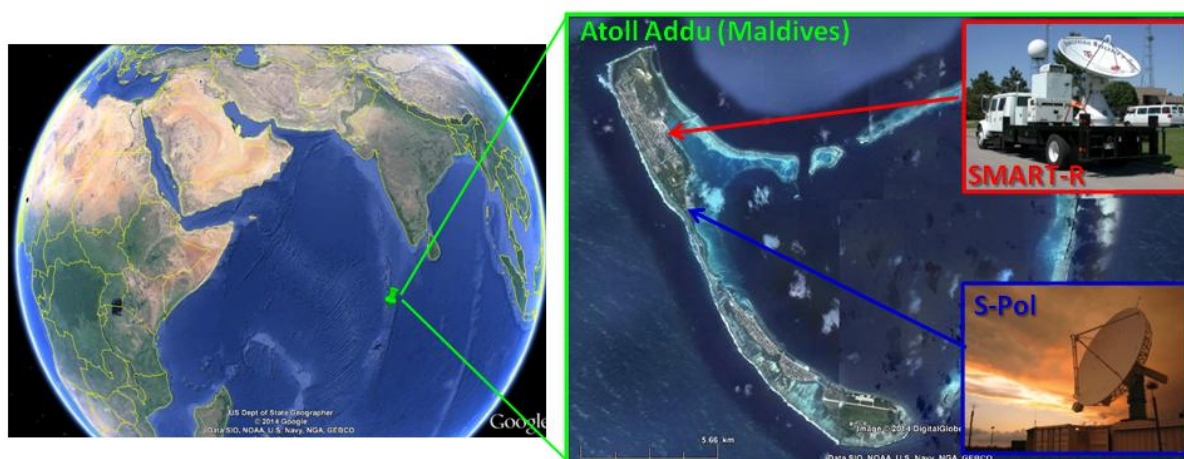 US Dept of State Geographer
© 2014 Google
Data SIO, NOAA, U.S. Navy, NGA, GEBCO
Google
Atoll Addu (Maldives)
SMART-R
S-Pol
Image © 2014 DigitalGlobe
5.66 km
Data SIO, NOAA, U.S. Navy, NGA, GEBCO